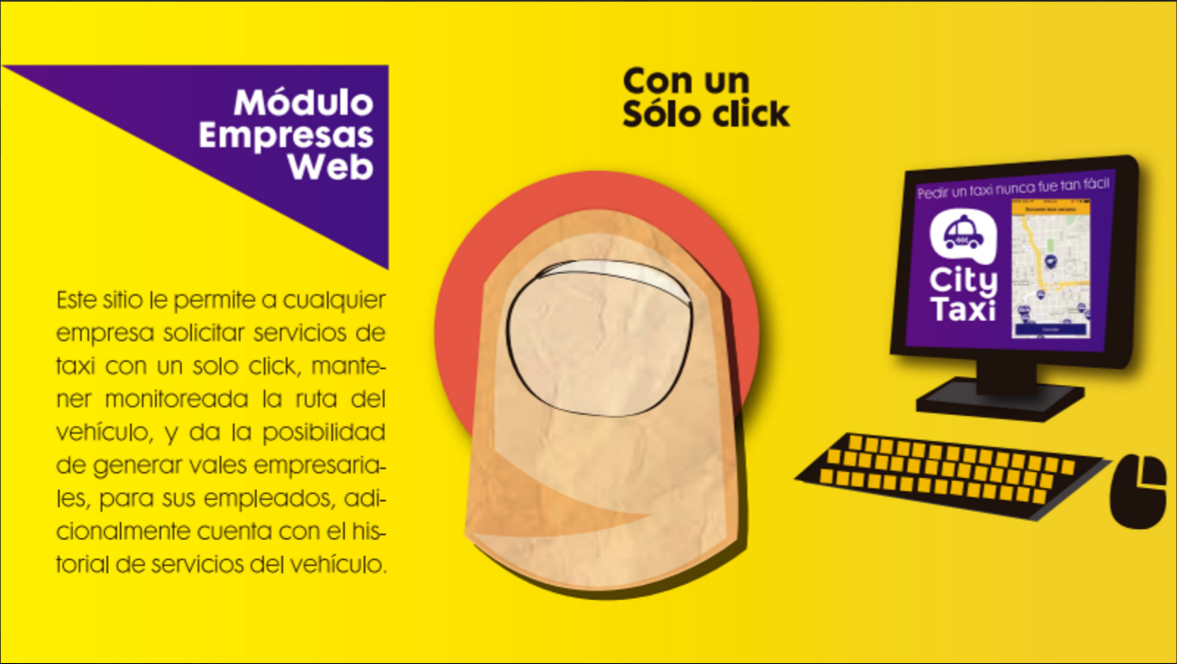 Módulo
Empresas
Web
Este sitio le permite a cualquier
empresa solicitar servicios de
taxi con un solo click, mante-
ner monitoreada la ruta del
vehículo, y da la posibilidad
de generar vales empresaria-
les, para sus empleados, adi-
cionalmente cuenta con el his-
torial de servicios del vehículo.
Con un
Sólo click
Pedir un taxi nunca fue tan fàcil
City
Taxi